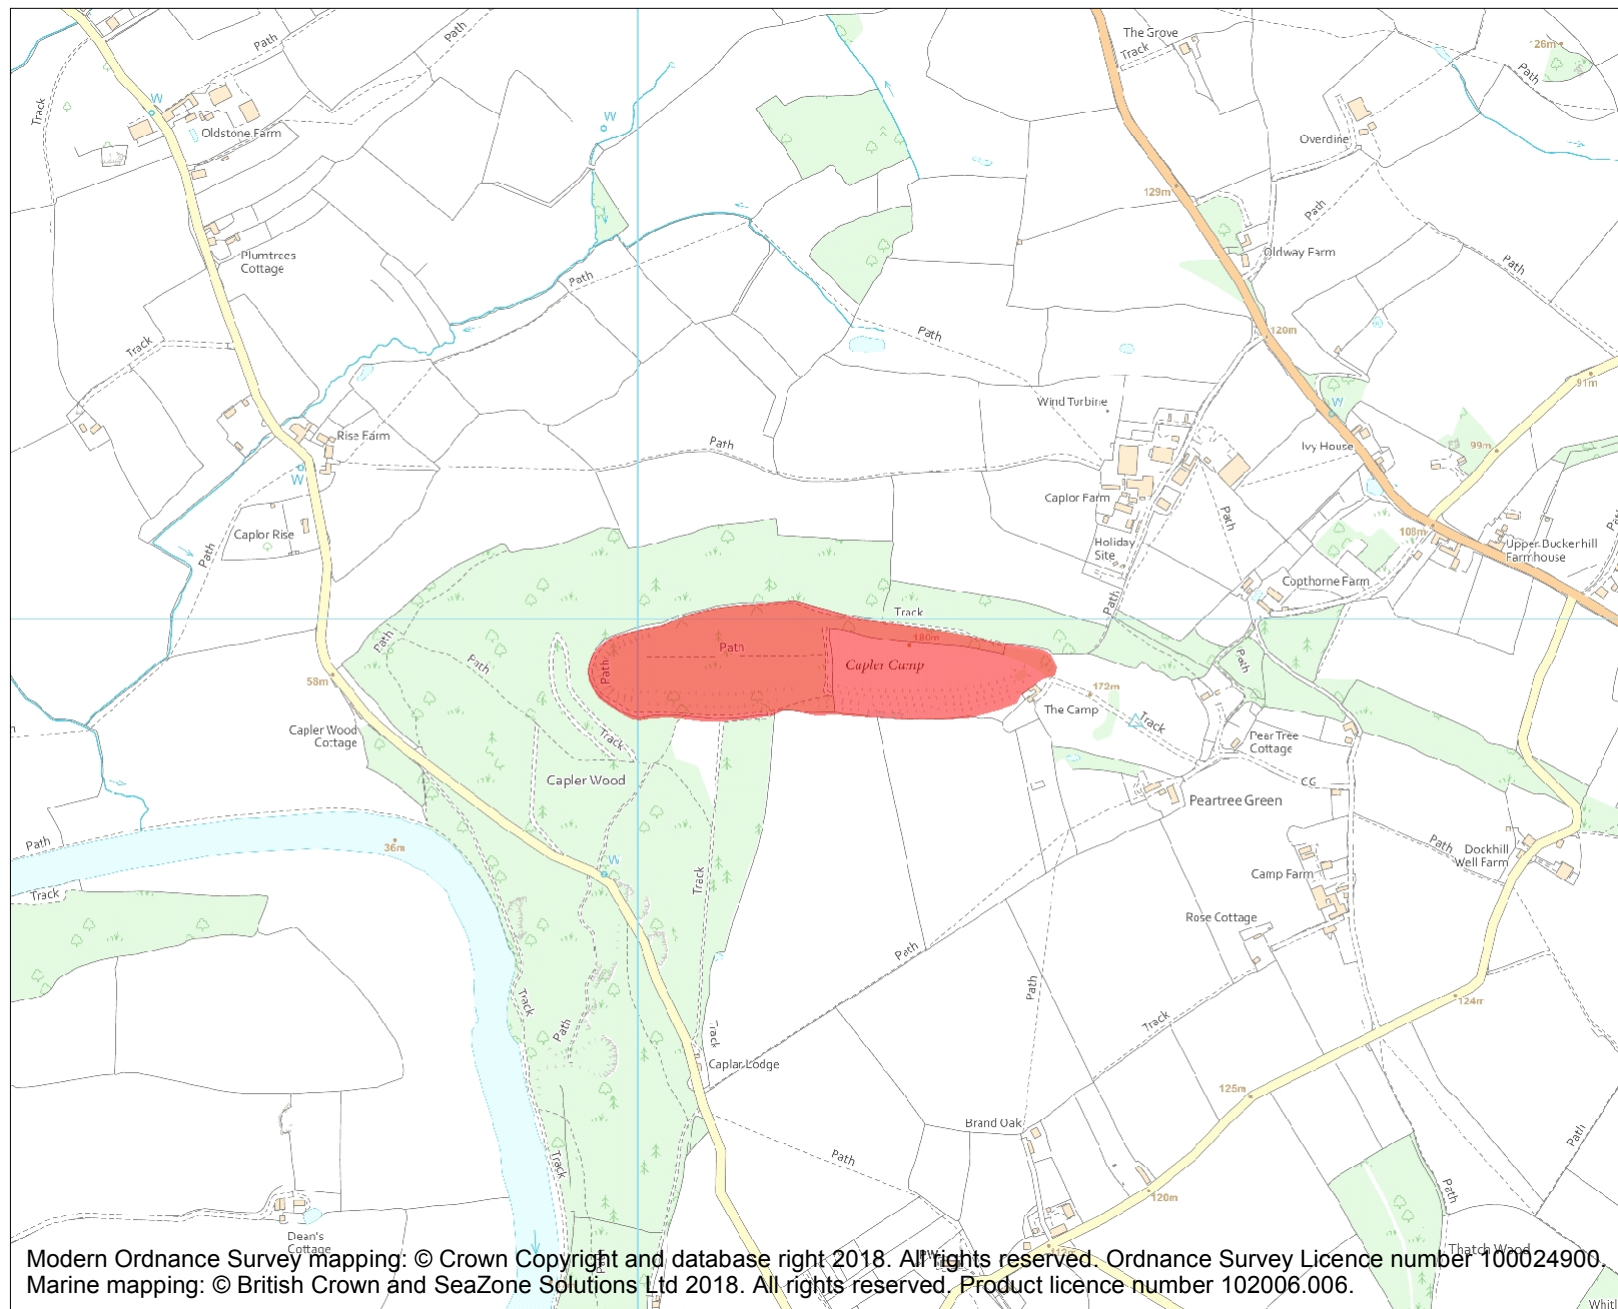 The Grove
Track
Path
Path
126m
Path
Track
W
Oldstone Farm
W
Overdine
129m
Path
Plumtrees
Cottage
Oldway Farm
Path
Path
120m
Path
Track
91m
Wind Turbine
W
Rise Farm
Path
Ivy House
99m
W
Caplor Farm
Path
Caplor Rise
Path
108m
Holiday
Site
Upper Buckerhill
Farmhouse
Copthorne Farm
Path
Track
Path
180m
Path
Path
Path
Capler Camp
Path
58m
172m
The Camp
Track
Capler Wood
Cottage
Track
Pear Tree
Cottage
Capler Wood
CG
Peartree Green
Path
36m
Path
Dockhill
Well Farm
W
Camp Farm
Track
Track
Rose Cottage
Path
Path
Track
124m
Track
Path
Track
Caplar Lodge
125m
Brand Oak
Path
Path
Track
Path
120m
Dean's
Cottage
Thatch Wood
Path
112m
Modern Ordnance Survey mapping: © Crown Copyright and database right 2018. All rights reserved. Ordnance Survey Licence number 100024900.
Marine mapping: © British Crown and SeaZone Solutions Ltd 2018. All rights reserved. Product licence number 102006.006.